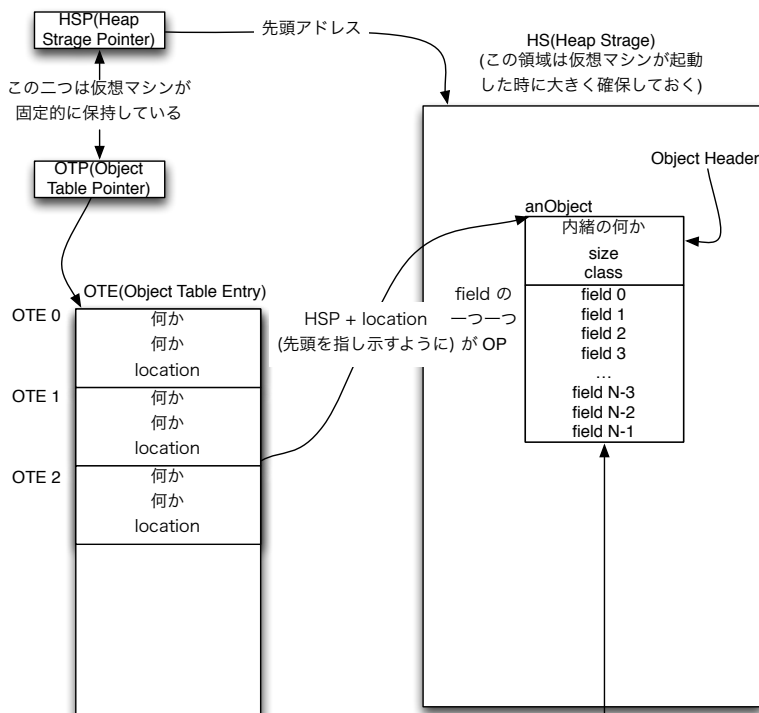 HSP(Heap
Strage Pointer)
先頭アドレス
HS(Heap Strage)
(この領域は仮想マシンが起動
した時に大きく確保しておく)
この二つは仮想マシンが
固定的に保持している
OTP(Object
Table Pointer)
Object Header
anObject
内緒の何か
size
class
field 0
field 1
field 2
field 3
...
field N-3
field N-2
field N-1
field の
一つ一つ
が OP
HSP + location
(先頭を指し示すように)
OTE(Object Table Entry)
OTE 0
何か
何か
location
OTE 1
何か
何か
location
OTE 2
何か
何か
location